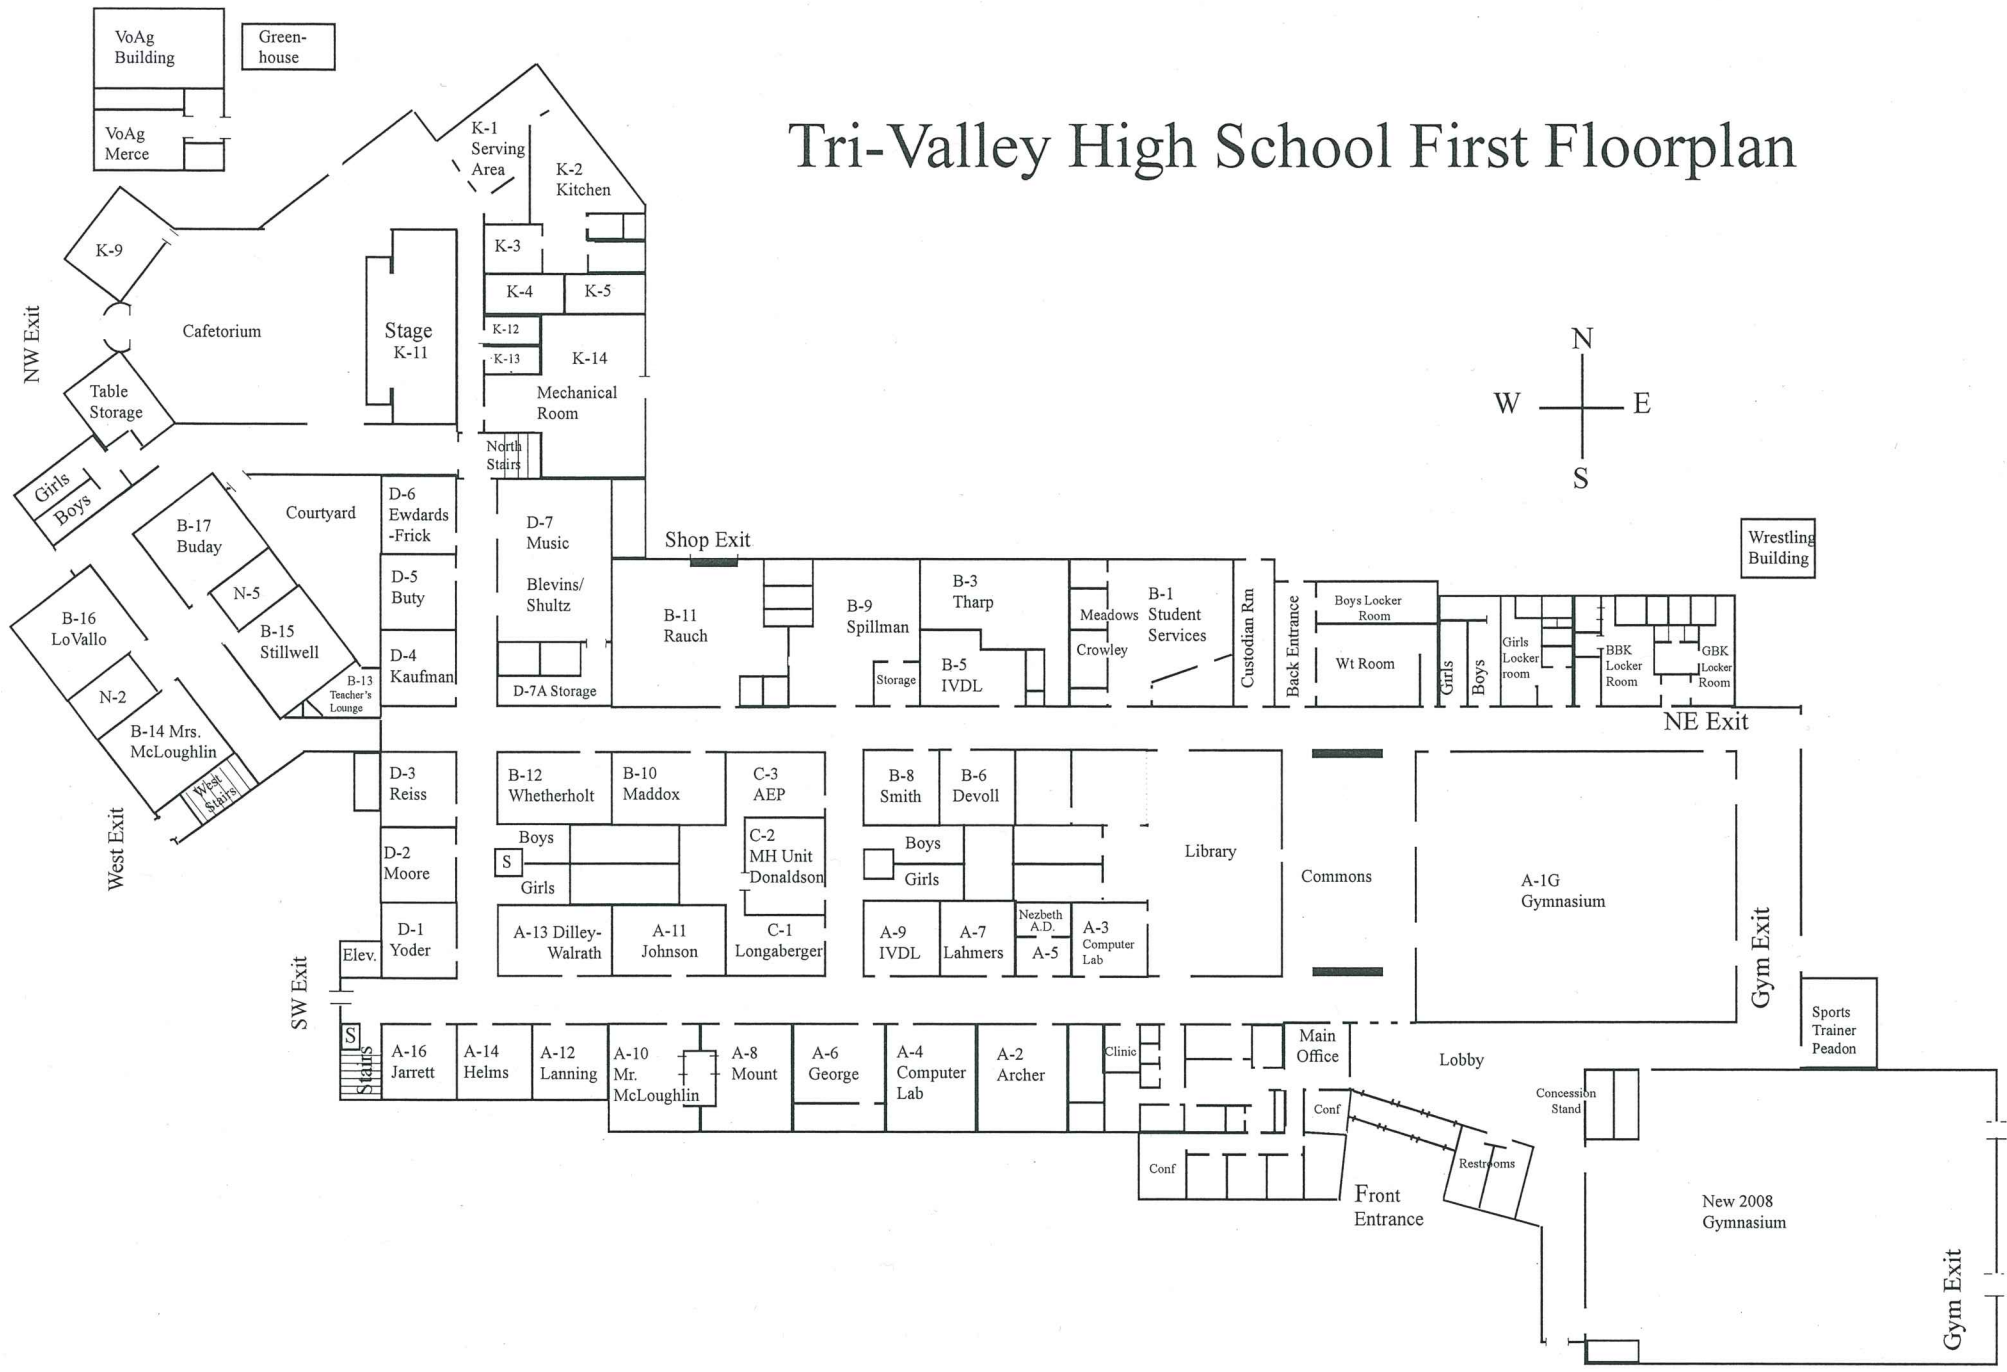 VoAg
Building
Green-
house
VoAg
Merce
Tri-Valley High School First Floorplan
K-1
Serving
Area
K-2
Kitchen
K-9
K-3
K-4
K-5
NW Exit
Cafetorium
Stage
K-11
K-12
K-13
K-14
Mechanical
Room
Table
Storage
N
W
E
S
North
Stairs
Girls
Boys
B-17
Buday
Courtyard
D-6
Ewdards
-Frick
D-7
Music
Blevins/
Shultz
Shop Exit
Wrestling
Building
N-5
D-5
Buty
B-16
LoVallo
B-15
Stillwell
D-4
Kaufman
B-13
Teacher's
Lounge
D-7A Storage
B-11
Rauch
B-9
Spillman
Storage
B-3
Tharp
B-5
IVDL
Meadows
Crowley
B-1
Student
Services
Custodian Rm
Back Entrance
Boys Locker
Room
Wt Room
Girls
Boys
Girls
Locker
room
BBK
Locker
Room
GBK
Locker
Room
NE Exit
N-2
B-14 Mrs.
McLoughlin
West
Stairs
West Exit
D-3
Reiss
B-12
Whetherholt
B-10
Maddox
C-3
AEP
B-8
Smith
B-6
Devoll
D-2
Moore
Boys
S
Girls
C-2
MH Unit
Donaldson
Boys
Girls
Library
Commons
A-1G
Gymnasium
Gym Exit
D-1
Yoder
Elev.
A-13 Dilley-
Walrath
A-11
Johnson
C-1
Longaberger
A-9
IVDL
A-7
Lahmers
Nezbeth
A.D.
A-5
A-3
Computer
Lab
SW Exit
S
Stairs
A-16
Jarrett
A-14
Helms
A-12
Lanning
A-10
Mr.
McLoughlin
A-8
Mount
A-6
George
A-4
Computer
Lab
A-2
Archer
Clinic
Main
Office
Lobby
Sports
Trainer
Peadon
Conf
Conf
Concession
Stand
Restrooms
Front
Entrance
New 2008
Gymnasium
Gym Exit